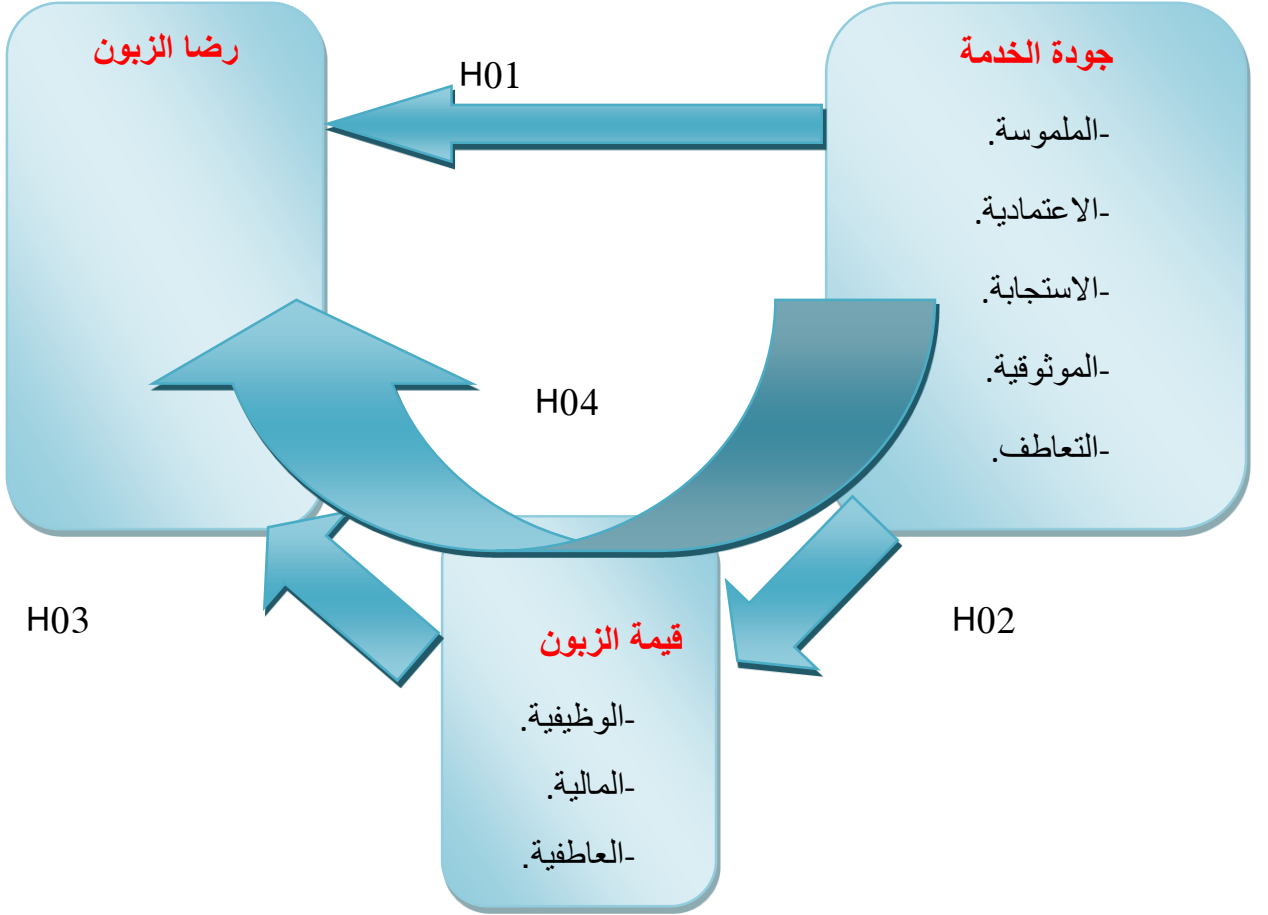 جودة الخدمة
-الملموسة.
-الاعتمادية.
-الاستجابة.
-الموثوقية.
-التعاطف.
H01
رضا الزبون
H04
H02
H03
قيمة الزبون
-الوظيفية.
-المالية.
-العاطفية.